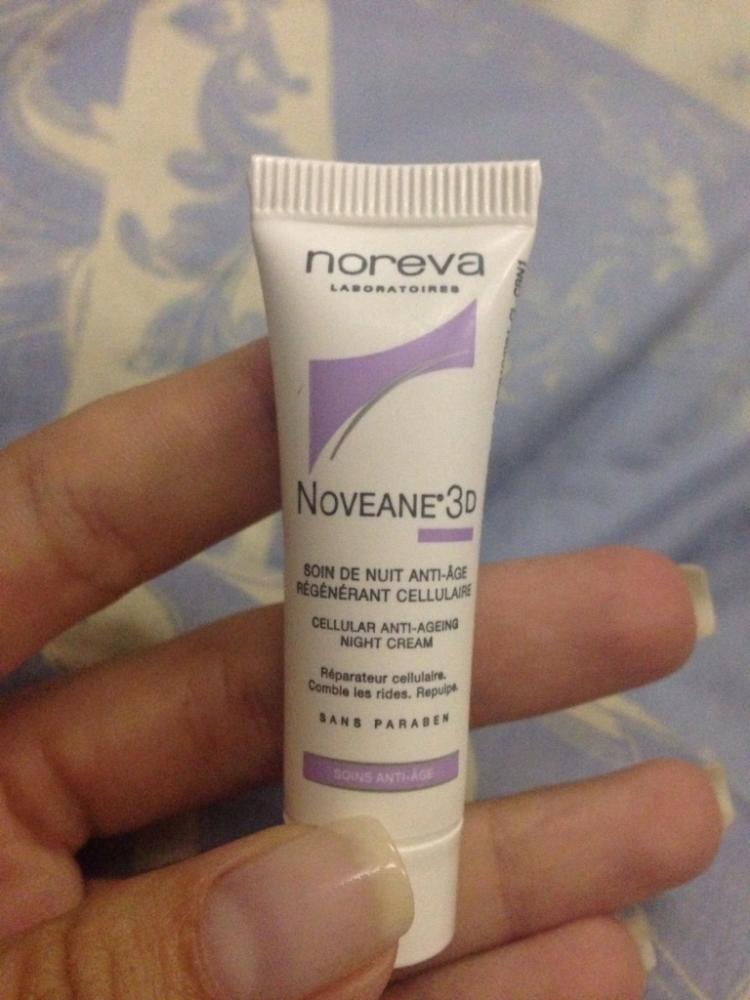 noreva
LABORATOIRES
NOVEANE® 3D
SOIN DE NUIT ANTI-ÂGE
RÉGÉNÉRANT CELLULAIRE
CELLULAR ANTI-AGEING
NIGHT CREAM
Réparateur cellulaire.
Comble les rides. Repulpe.
SANS PARABEN
SOINS ANTI-ÂGE